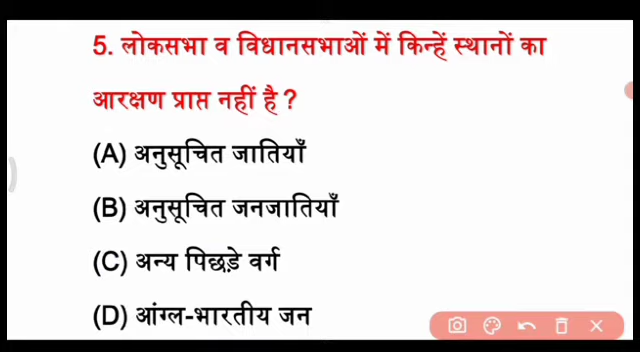 5. लोकसभा व विधानसभाओं में किन्हें स्थानों का
आरक्षण प्राप्त नहीं है ?
(A) अनुसूचित जातियाँ
(B) अनुसूचित जनजातियाँ
(C) अन्य पिछड़े वर्ग
(D) आंग्ल-भारतीय जन